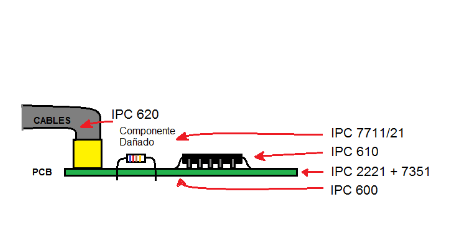 CABLES
IPC 620
Componente
Dañado
IPC 7711/21
IPC 610
PCB
IPC 2221 + 7351
IPC 600